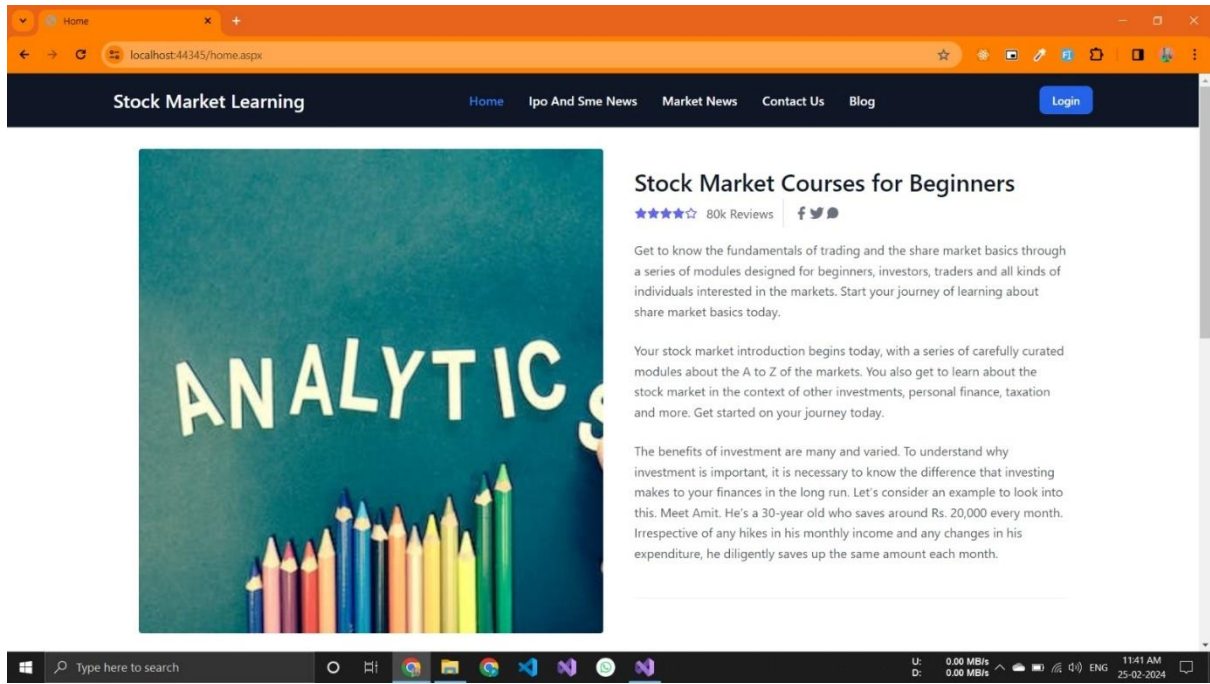 Home
localhost:44345/home.aspx
Stock Market Learning
Home Ipo And Sme News Market News Contact Us Blog
Login
ANALYTICS
Stock Market Courses for Beginners
80k Reviews
Get to know the fundamentals of trading and the share market basics through
a series of modules designed for beginners, investors, traders and all kinds of
individuals interested in the markets. Start your journey of learning about
share market basics today.
Your stock market introduction begins today, with a series of carefully curated
modules about the A to Z of the markets. You also get to learn about the
stock market in the context of other investments, personal finance, taxation
and more. Get started on your journey today.
The benefits of investment are many and varied. To understand why
investment is important, it is necessary to know the difference that investing
makes to your finances in the long run. Let's consider an example to look into
this. Meet Amit. He's a 30-year old who saves around Rs. 20,000 every month.
Irrespective of any hikes in his monthly income and any changes in his
expenditure, he diligently saves up the same amount each month.
Type here to search
U: 0.00 MB/s
D: 0.00 MB/s
ENG
11:41 AM
25-02-2024